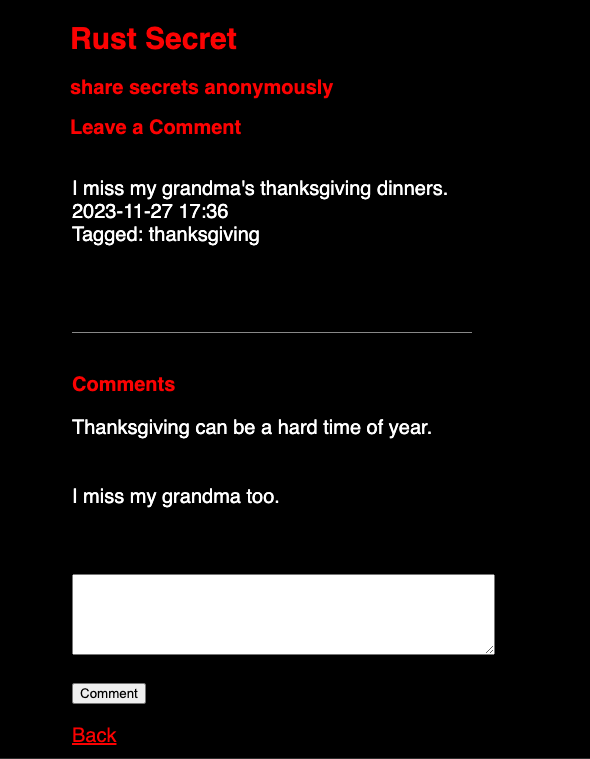 Rust Secret
share secrets anonymously
Leave a Comment
I miss my grandma's thanksgiving dinners.
2023-11-27 17:36
Tagged: thanksgiving
Comments
Thanksgiving can be a hard time of year.
I miss my grandma too.
Comment
Back